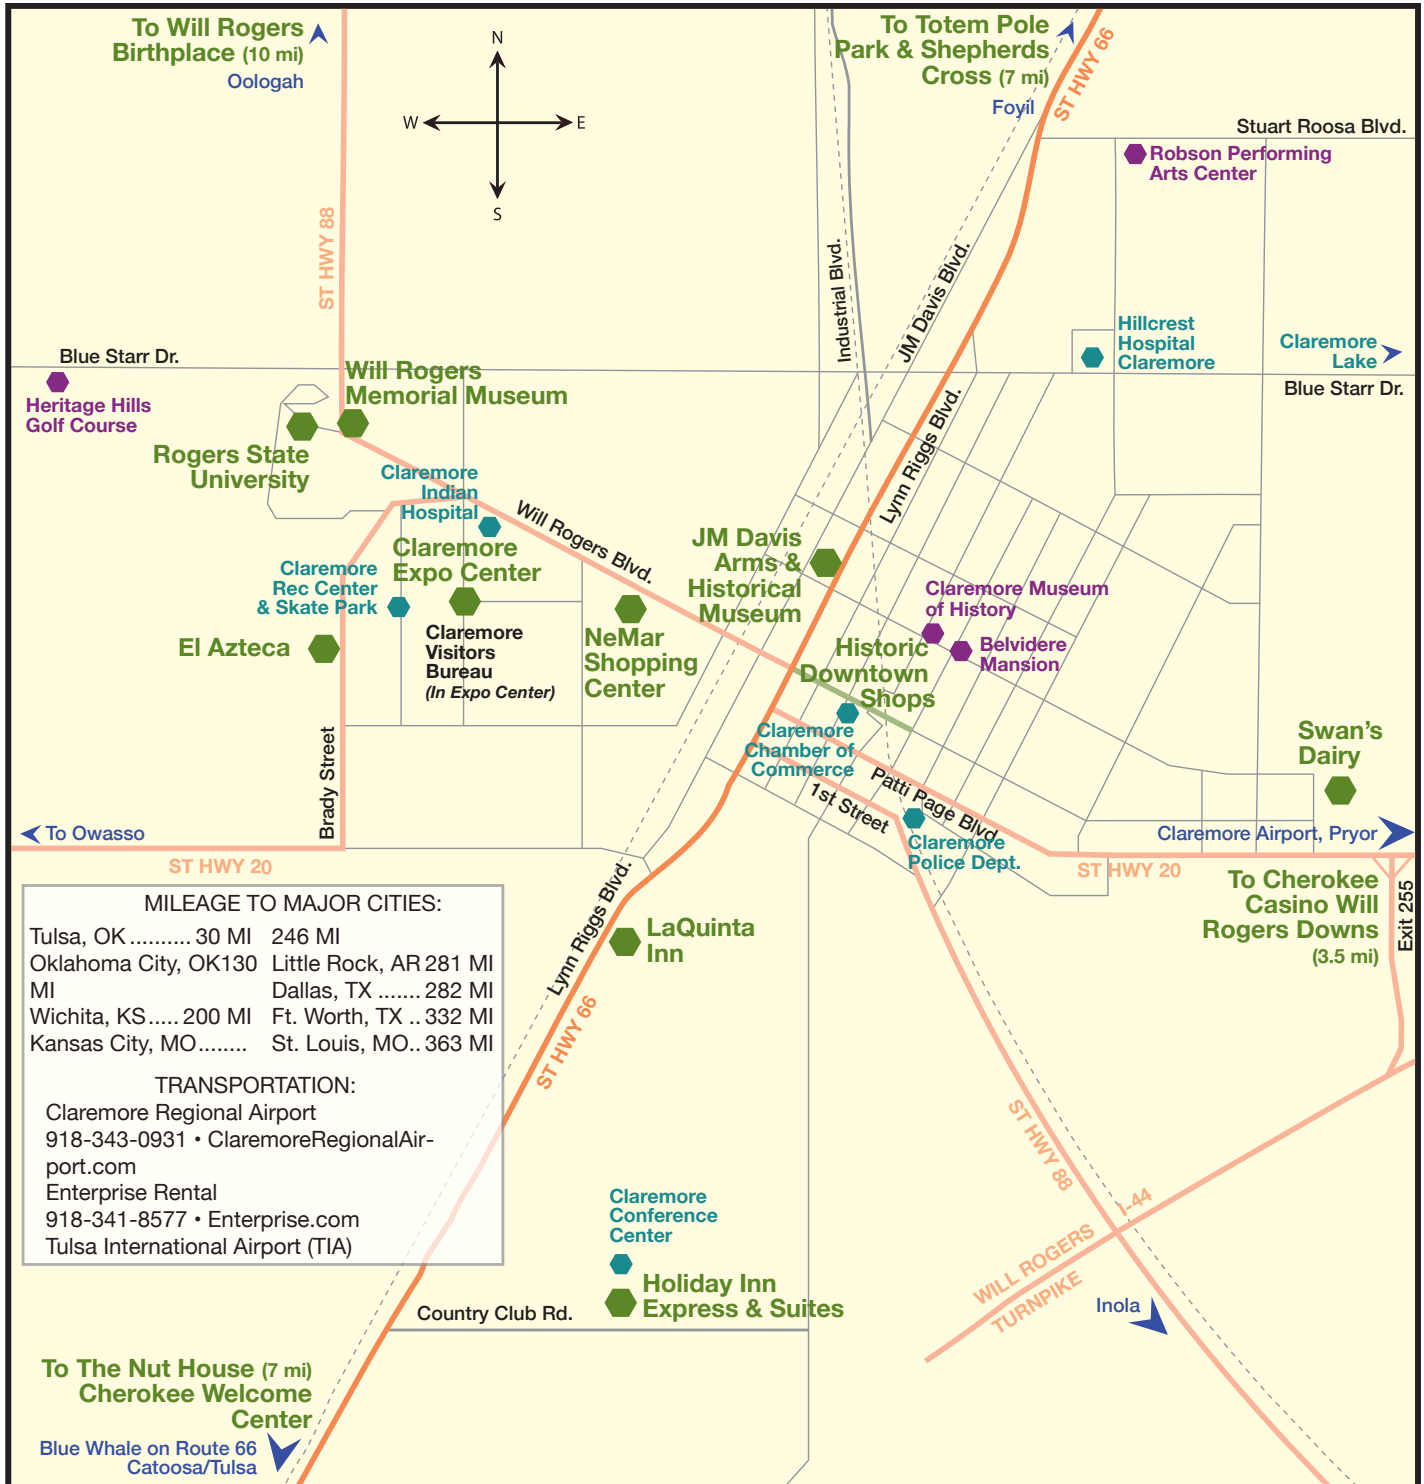 To Will Rogers
Birthplace (10 mi)
Oologah
N
W
E
S
To Totem Pole
Park & Shepherds
Cross (7 mi)
Foyil
ST HWY 66
Stuart Roosa Blvd.
Robson Performing
Arts Center
ST HWY 88
Industrial Blvd.
JM Davis Blvd.
Blue Starr Dr.
Heritage Hills
Golf Course
Will Rogers
Memorial Museum
Rogers State
University
Hillcrest
Hospital
Claremore
Claremore
Lake
Blue Starr Dr.
Lynn Riggs Blvd.
Claremore
Indian
Hospital
Will Rogers Blvd.
Claremore
Expo Center
Claremore
Rec Center
& Skate Park
El Azteca
Claremore
Visitors
Bureau
(In Expo Center)
NeMar
Shopping
Center
JM Davis
Arms &
Historical
Museum
Claremore Museum
of History
Belvidere
Mansion
Historic
Downtown
Shops
Claremore
Chamber of
Commerce
Patti Page Blvd.
1st Street
Claremore
Police Dept.
Swan's
Dairy
Brady Street
To Owasso
ST HWY 20
Claremore Airport, Pryor
ST HWY 20
To Cherokee
Casino Will
Rogers Downs
(3.5 mi)
Exit 255
Lynn Riggs Blvd.
LaQuinta
Inn
ST HWY 66
MILEAGE TO MAJOR CITIES:
Tulsa, OK .......... 30 MI
Oklahoma City, OK130
MI
Wichita, KS..... 200 MI
Kansas City, MO........
246 MI
Little Rock, AR 281 MI
Dallas, TX ....... 282 MI
Ft. Worth, TX .. 332 MI
St. Louis, MO.. 363 MI
TRANSPORTATION:
Claremore Regional Airport
918-343-0931 • ClaremoreRegionalAir-
port.com
Enterprise Rental
918-341-8577 • Enterprise.com
Tulsa International Airport (TIA)
ST HWY 88
I-44
WILL ROGERS
TURNPIKE
Inola
Claremore
Conference
Center
Holiday Inn
Express & Suites
Country Club Rd.
To The Nut House (7 mi)
Cherokee Welcome
Center
Blue Whale on Route 66
Catoosa/Tulsa